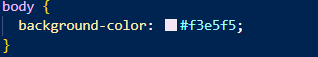 body {
  background-color: #f3e5f5;
}